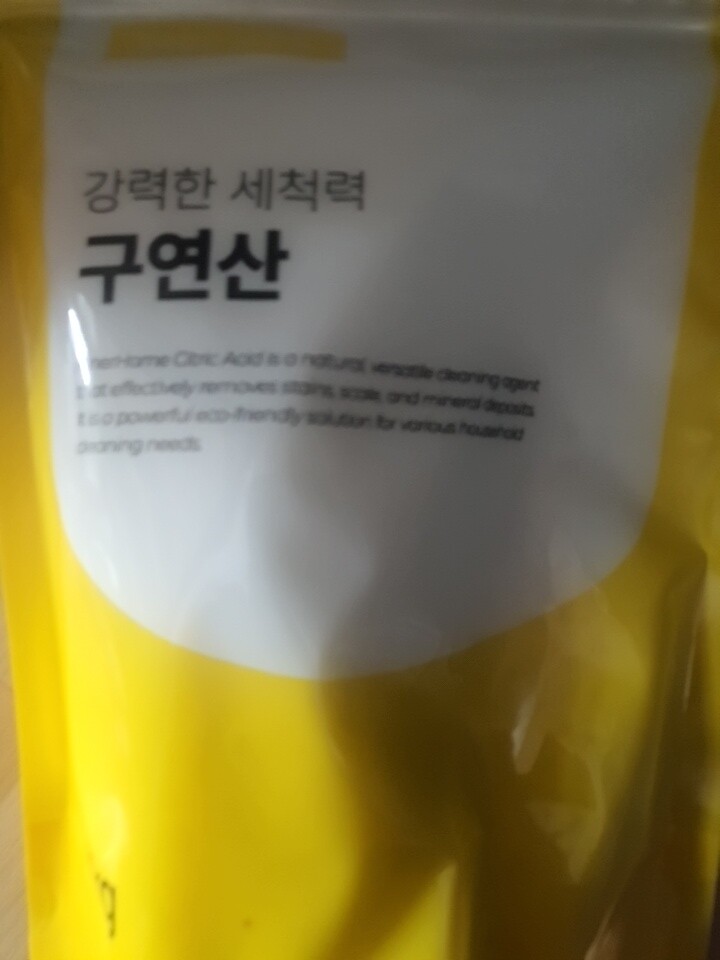 강력한 세척력
구연산
Citric Acid is a natural, versatile cleaning agent
effectively removes stains, scale, and mineral deposits.
It is a powerful eco-friendly solution for various household
cleaning needs.
g